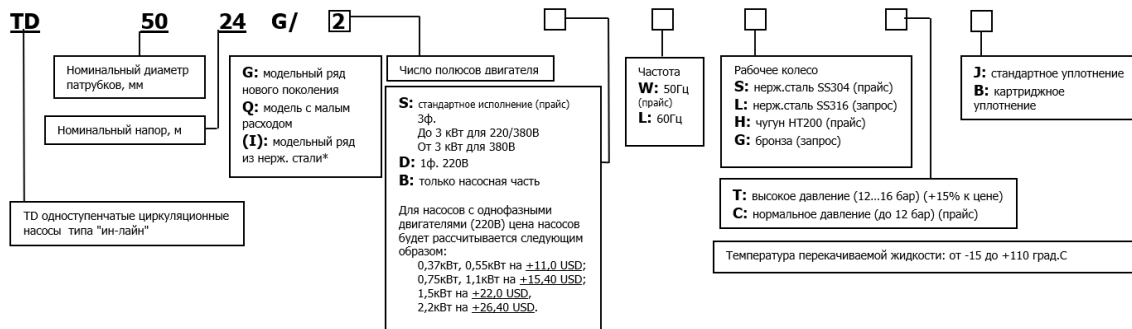 TD 50 24 G/ 2
Номинальный диаметр
патрубков, мм
Номинальный напор, м
TD одноступенчатые циркуляционные
насосы типа "ин-лайн"
G: модельный ряд
нового поколения
Q: модель с малым
расходом
(I): модельный ряд
из нерж. стали*
Число полюсов двигателя
S: стандартное исполнение (прайс)
3ф.
До 3 кВт для 220/380В
От 3 кВт для 380В
D: 1ф. 220В
B: только насосная часть
Для насосов с однофазными
двигателями (220В) цена насосов
будет рассчитывается следующим
образом:
0,37кВт, 0,55кВт на +11,0 USD;
0,75кВт, 1,1кВт на +15,40 USD;
1,5кВт на +22,0 USD,
2,2кВт на +26,40 USD.
Частота
W: 50Гц
(прайс)
L: 60Гц
Рабочее колесо
S: нерж.сталь SS304 (прайс)
L: нерж.сталь SS316 (запрос)
H: чугун HT200 (прайс)
G: бронза (запрос)
T: высокое давление (12...16 бар) (+15% к цене)
C: нормальное давление (до 12 бар) (прайс)
J: стандартное уплотнение
B: картриджное
уплотнение
Температура перекачиваемой жидкости: от -15 до +110 град.С